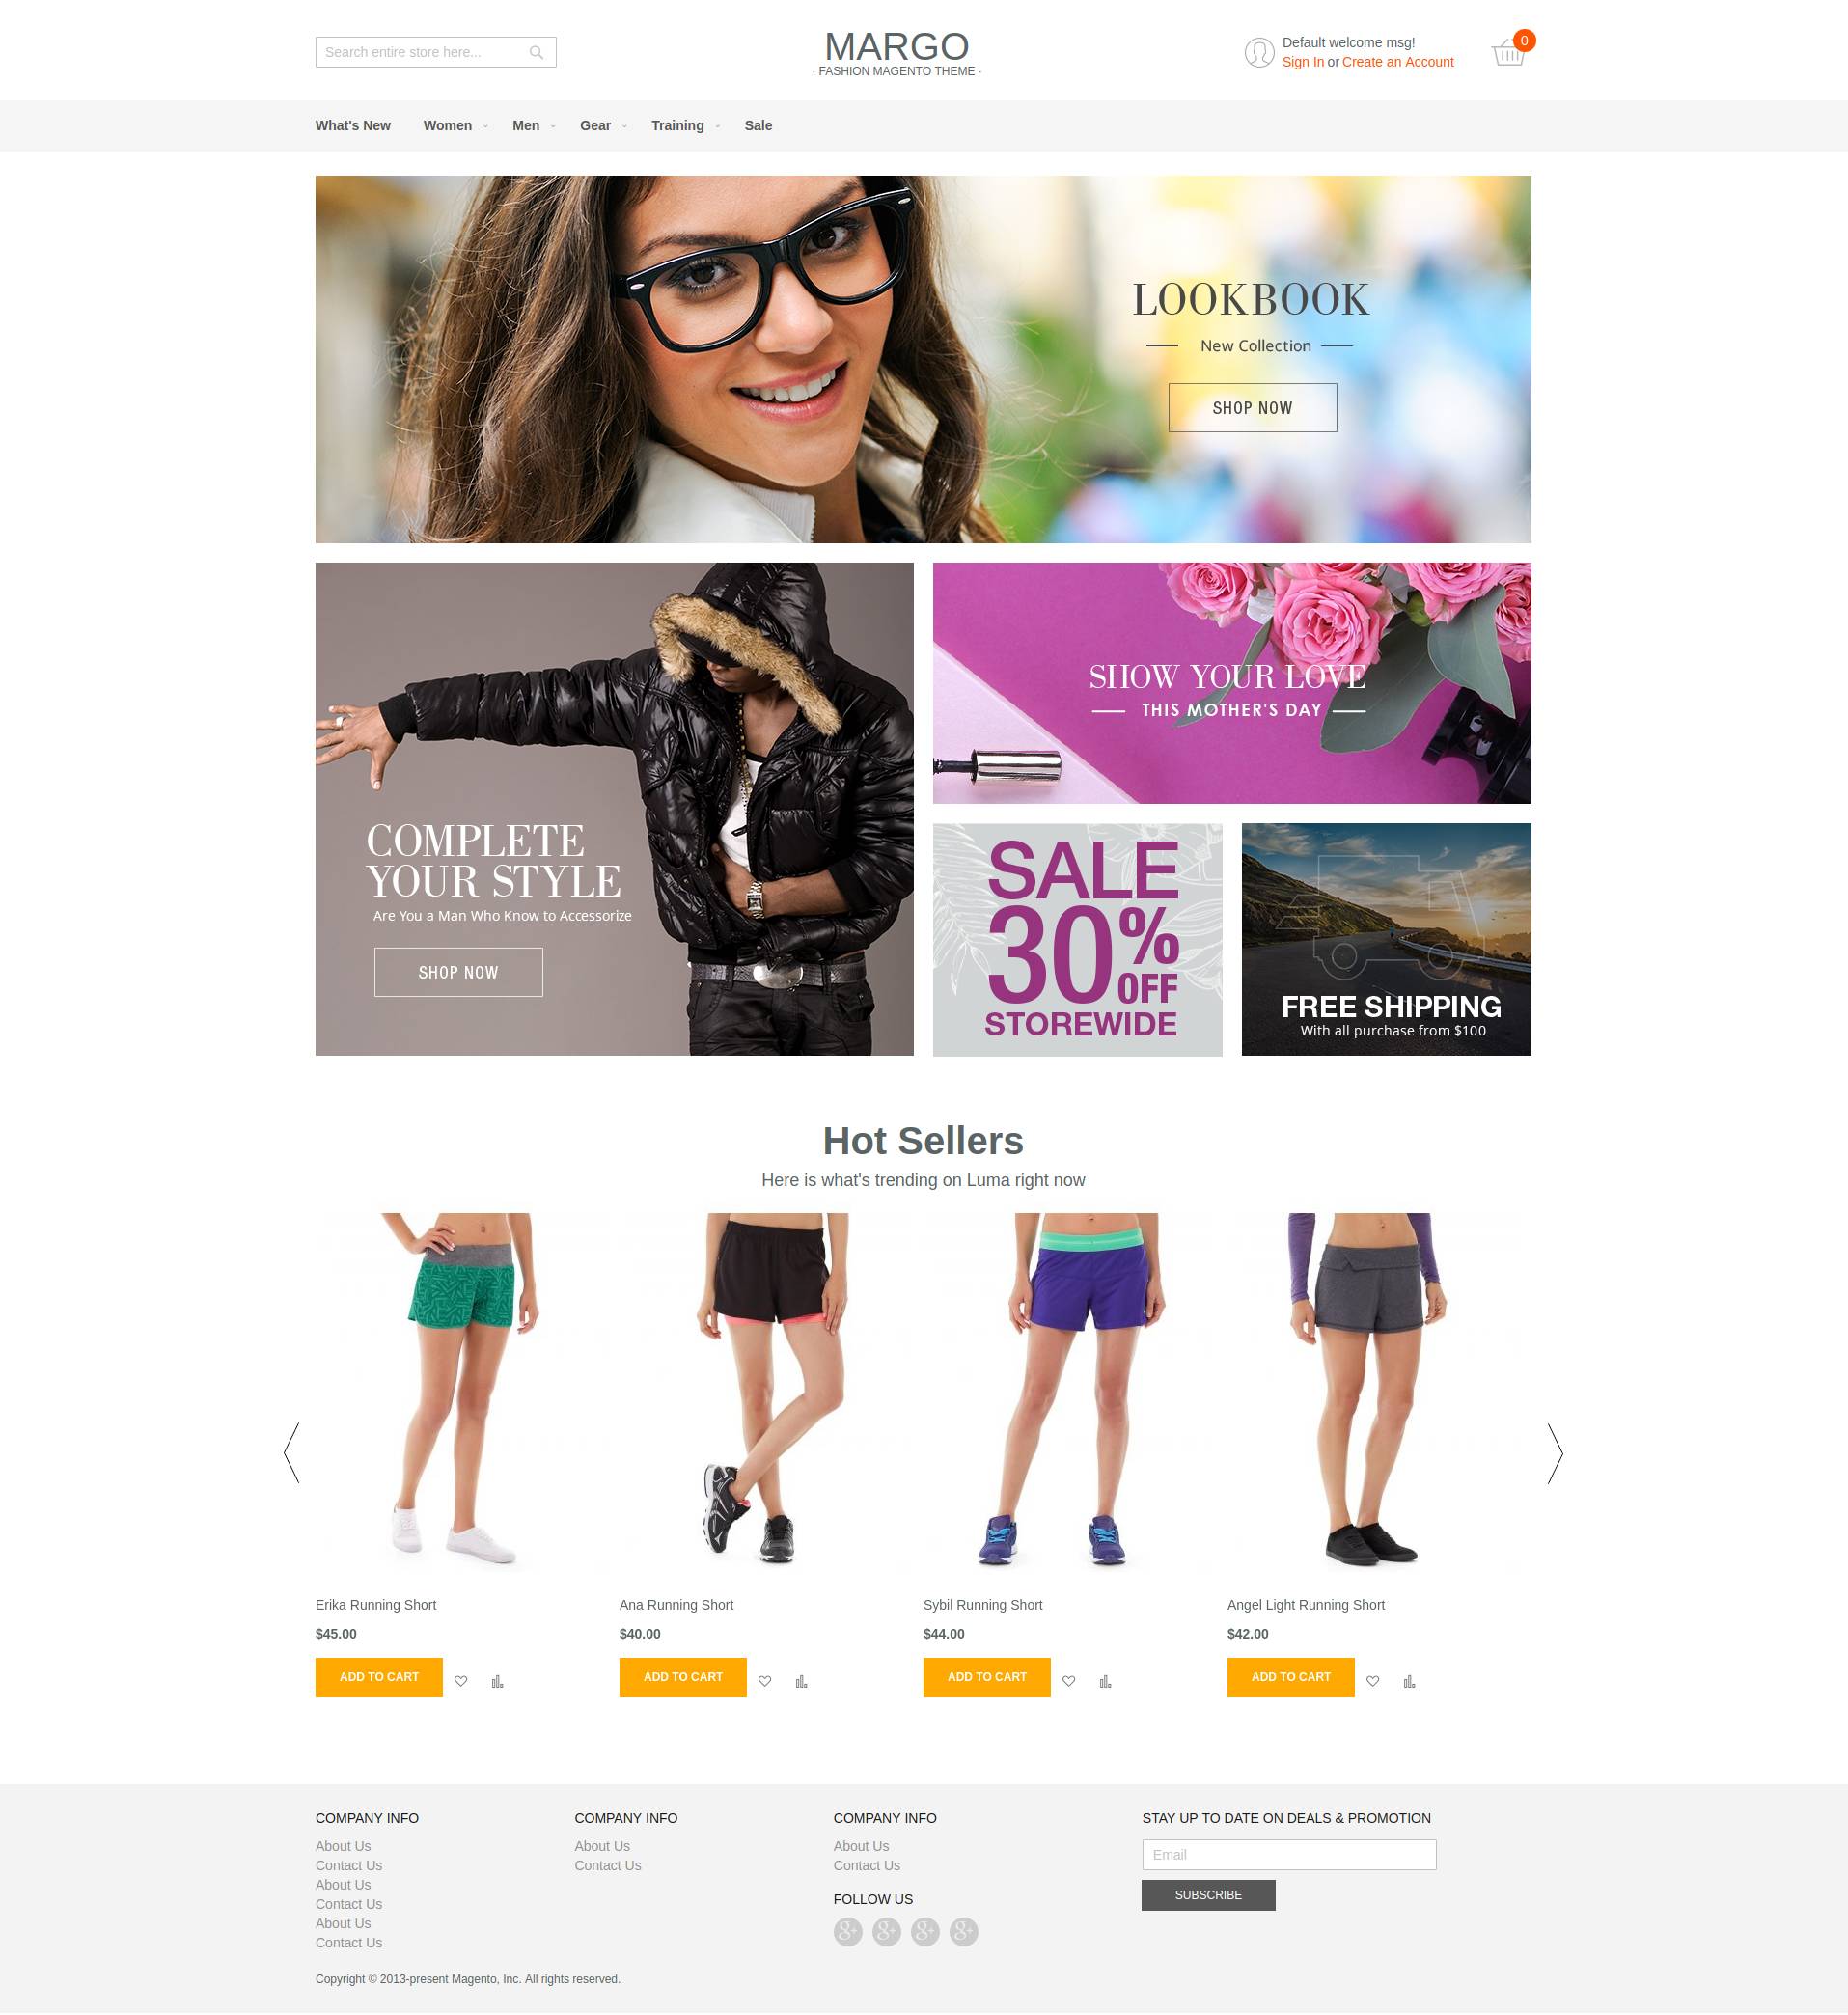 Search entire store here...
MARGO
· FASHION MAGENTO THEME ·
Default welcome msg!
Sign In or Create an Account
0
What's New Women Men Gear Training Sale
LOOKBOOK
New Collection
SHOP NOW
COMPLETE
YOUR STYLE
Are You a Man Who Know to Accessorize
SHOP NOW
SHOW YOUR LOVE
THIS MOTHER'S DAY
SALE
30%
OFF
STOREWIDE
FREE SHIPPING
With all purchase from $100
Hot Sellers
Here is what's trending on Luma right now
Erika Running Short
$45.00
ADD TO CART
Ana Running Short
$40.00
ADD TO CART
Sybil Running Short
$44.00
ADD TO CART
Angel Light Running Short
$42.00
ADD TO CART
COMPANY INFO
About Us
Contact Us
About Us
Contact Us
About Us
Contact Us
COMPANY INFO
About Us
Contact Us
COMPANY INFO
About Us
Contact Us
FOLLOW US
g+ g+ g+ g+
STAY UP TO DATE ON DEALS & PROMOTION
Email
SUBSCRIBE
Copyright © 2013-present Magento, Inc. All rights reserved.